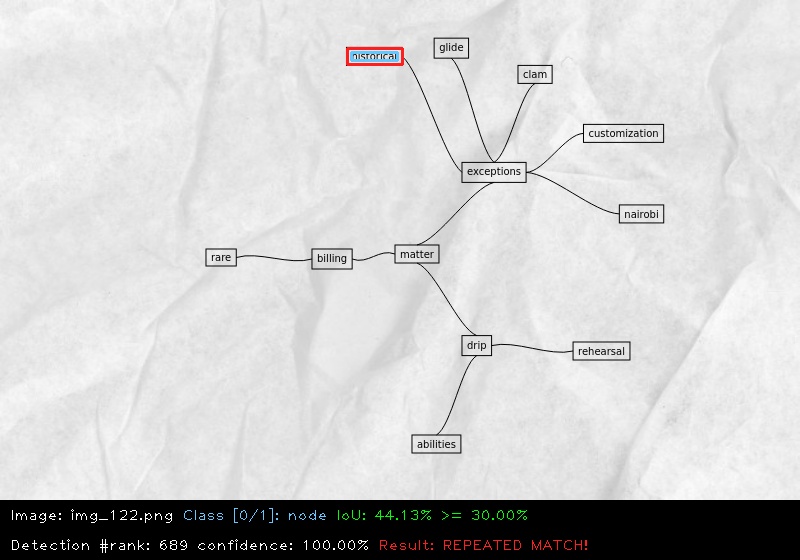 glide
historical
clam
customization
exceptions
nairobi
matter
rare
billing
drip
rehearsal
abilities
Image: img_122.png Class [0/1]: node IoU: 44.13% >= 30.00%
Detection #rank: 689 confidence: 100.00% Result: REPEATED MATCH!